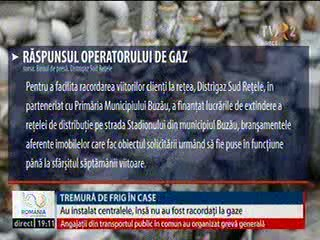 TVR2
RĂSPUNSUL OPERATORULUI DE GAZ
sursa: Biroul de presă, Distrigaz Sud Rețele
Pentru a facilita racordarea viitorilor clienți la rețea, Distrigaz Sud Rețele, în
parteneriat cu Primăria Municipiului Buzău, a finanțat lucrările de extindere a
rețelei de distribuție pe strada Stadionului din municipiul Buzău, branșamentele
aferente imobilelor care fac obiectul solicitării urmând să fie puse în funcțiune
până la sfârșitul săptămânii viitoare.
TREMURĂ DE FRIG ÎN CASE
Au instalat centralele, însă nu au fost racordați la gaze
ROMANIA
direct 19:11
Angajații din transportul public în comun au organizat grevă generală